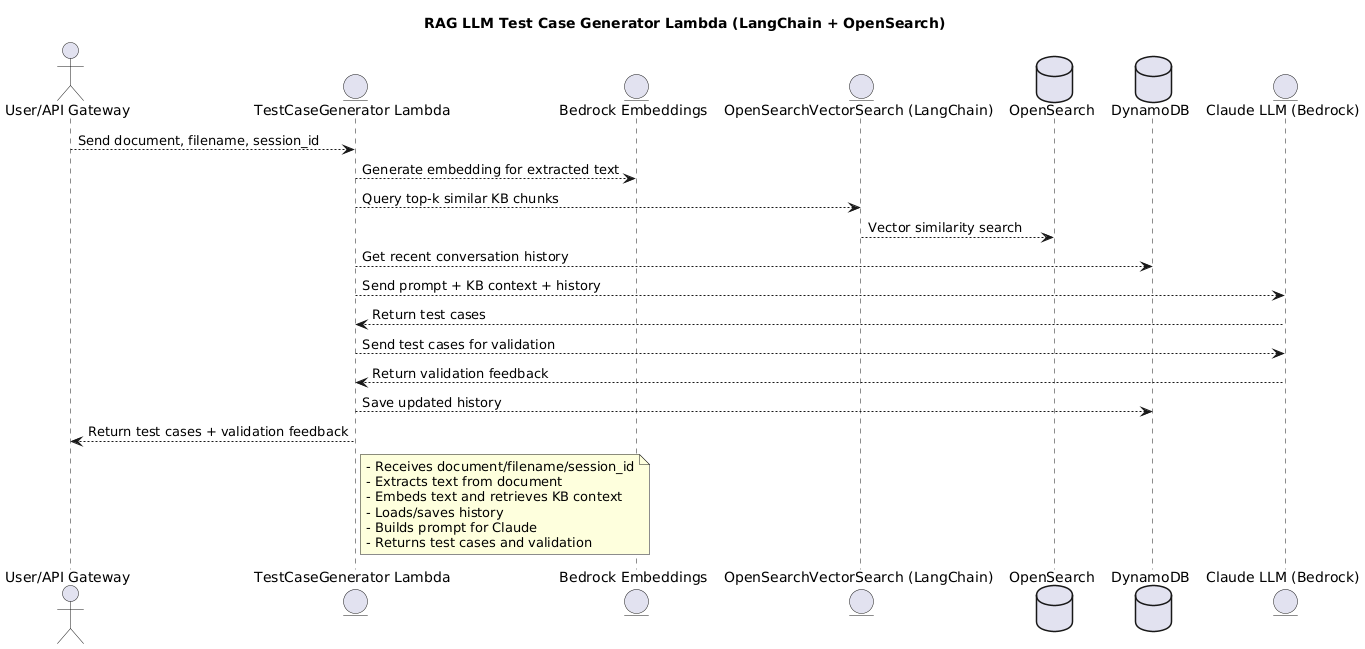 RAG LLM Test Case Generator Lambda (LangChain + OpenSearch)
User/API Gateway
TestCaseGenerator Lambda
Bedrock Embeddings
OpenSearchVectorSearch (LangChain)
OpenSearch
DynamoDB
Claude LLM (Bedrock)
Send document, filename, session_id
Generate embedding for extracted text
Query top-k similar KB chunks
Vector similarity search
Get recent conversation history
Send prompt + KB context + history
Return test cases
Send test cases for validation
Return validation feedback
Save updated history
Return test cases + validation feedback
- Receives document/filename/session_id
- Extracts text from document
- Embeds text and retrieves KB context
- Loads/saves history
- Builds prompt for Claude
- Returns test cases and validation
User/API Gateway
TestCaseGenerator Lambda
Bedrock Embeddings
OpenSearchVectorSearch (LangChain)
OpenSearch
DynamoDB
Claude LLM (Bedrock)